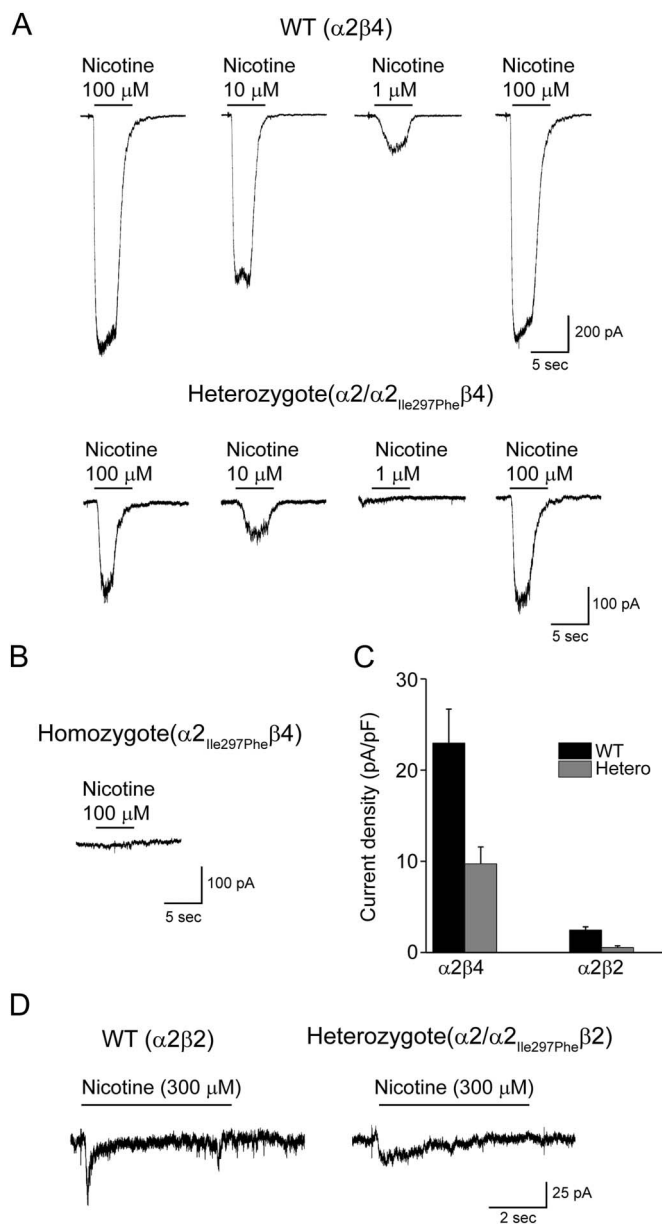 A
WT (α2β4)
Nicotine
100 μM
Nicotine
10 μM
Nicotine
1 μM
Nicotine
100 μM
200 pA
5 sec
Heterozygote(α2/α2Ile297Pheβ4)
Nicotine
100 μM
Nicotine
10 μM
Nicotine
1 μM
Nicotine
100 μM
100 pA
5 sec
B
Homozygote(α2Ile297Pheβ4)
Nicotine
100 μM
100 pA
5 sec
C
Current density (pA/pF)
30
20
10
0
WT
Hetero
α2β4
α2β2
D
WT (α2β2)
Nicotine (300 μM)
Heterozygote(α2/α2Ile297Pheβ2)
Nicotine (300 μM)
25 pA
2 sec